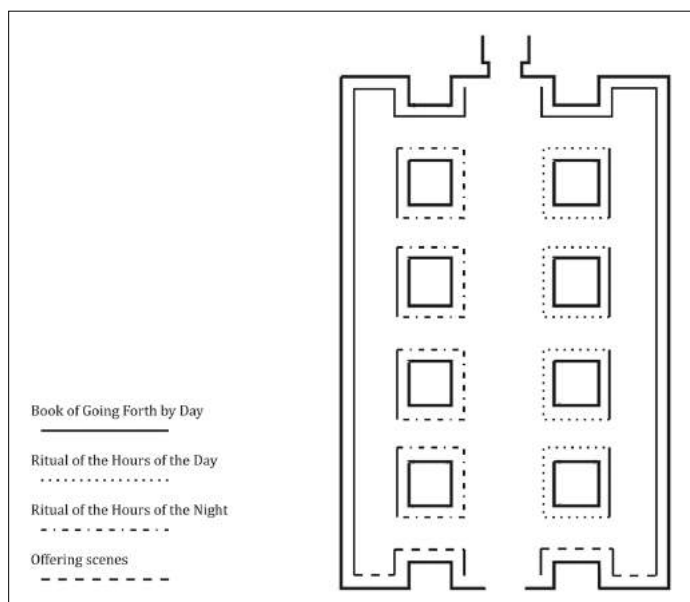 Book of Going Forth by Day
Ritual of the Hours of the Day
Ritual of the Hours of the Night
Offering scenes